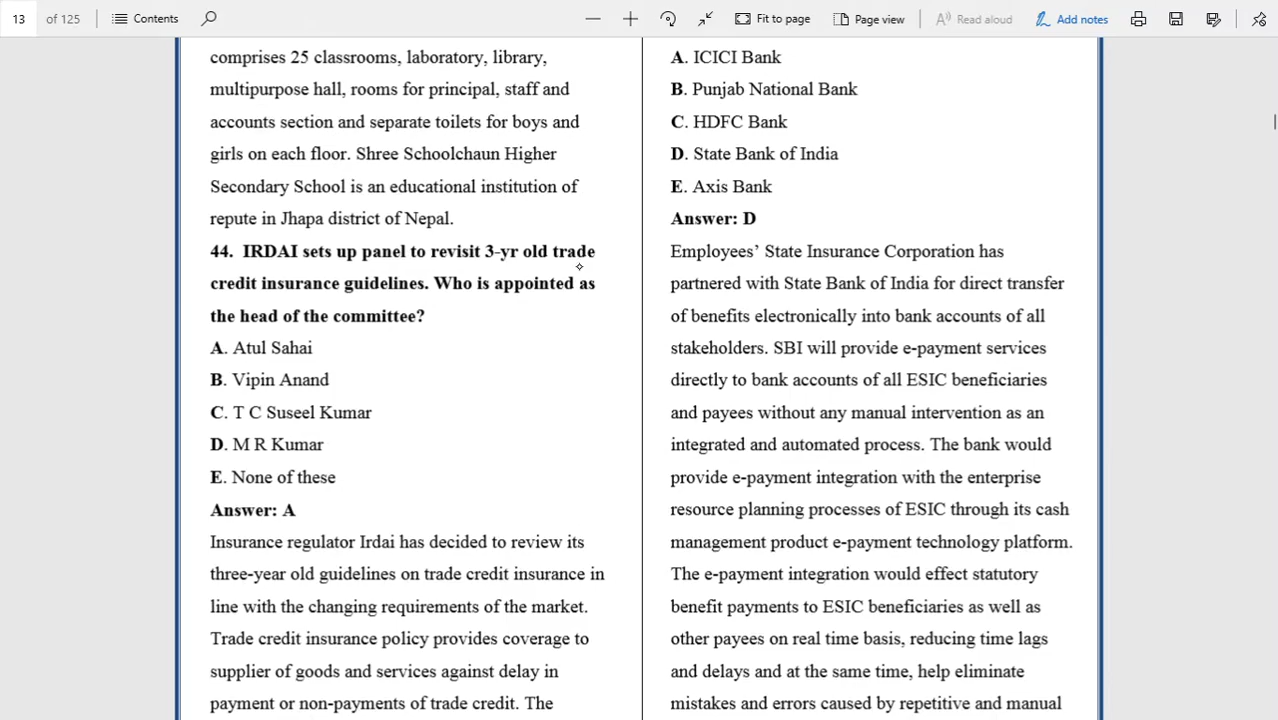 13 of 125 Contents Fit to page Page view Read aloud Add notes
comprises 25 classrooms, laboratory, library,
multipurpose hall, rooms for principal, staff and
accounts section and separate toilets for boys and
girls on each floor. Shree Schoolchaun Higher
Secondary School is an educational institution of
repute in Jhapa district of Nepal.
44. IRDAI sets up panel to revisit 3-yr old trade
credit insurance guidelines. Who is appointed as
the head of the committee?
A. Atul Sahai
B. Vipin Anand
C. T C Suseel Kumar
D. M R Kumar
E. None of these
Answer: A
Insurance regulator Irdai has decided to review its
three-year old guidelines on trade credit insurance in
line with the changing requirements of the market.
Trade credit insurance policy provides coverage to
supplier of goods and services against delay in
payment or non-payments of trade credit. The
A. ICICI Bank
B. Punjab National Bank
C. HDFC Bank
D. State Bank of India
E. Axis Bank
Answer: D
Employees’ State Insurance Corporation has
partnered with State Bank of India for direct transfer
of benefits electronically into bank accounts of all
stakeholders. SBI will provide e-payment services
directly to bank accounts of all ESIC beneficiaries
and payees without any manual intervention as an
integrated and automated process. The bank would
provide e-payment integration with the enterprise
resource planning processes of ESIC through its cash
management product e-payment technology platform.
The e-payment integration would effect statutory
benefit payments to ESIC beneficiaries as well as
other payees on real time basis, reducing time lags
and delays and at the same time, help eliminate
mistakes and errors caused by repetitive and manual